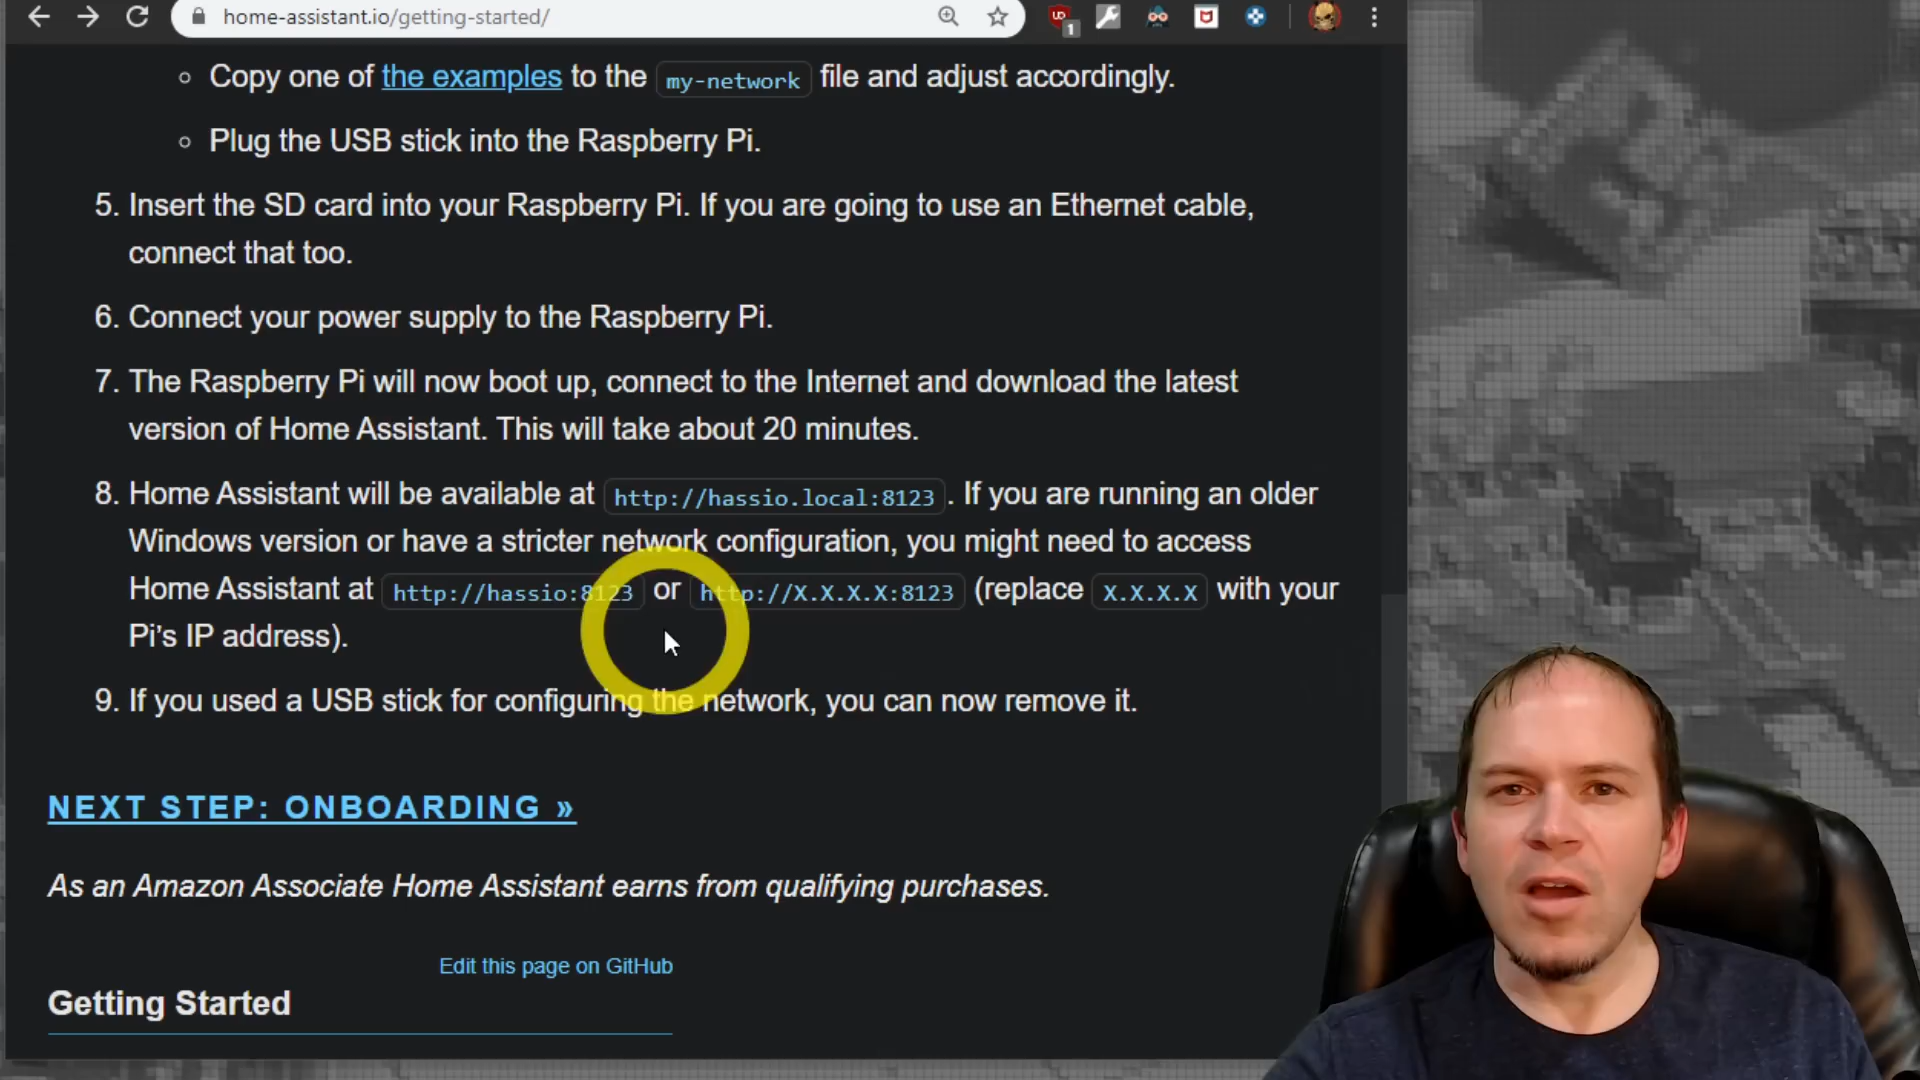 home-assistant.io/getting-started/
UD
1
Copy one of the examples to the my-network file and adjust accordingly.
Plug the USB stick into the Raspberry Pi.
5. Insert the SD card into your Raspberry Pi. If you are going to use an Ethernet cable,
connect that too.
6. Connect your power supply to the Raspberry Pi.
7. The Raspberry Pi will now boot up, connect to the Internet and download the latest
version of Home Assistant. This will take about 20 minutes.
8. Home Assistant will be available at http://hassio.local:8123. If you are running an older
Windows version or have a stricter network configuration, you might need to access
Home Assistant at http://hassio:8123 or http://X.X.X.X:8123 (replace X.X.X.X with your
Pi's IP address).
9. If you used a USB stick for configuring the network, you can now remove it.
NEXT STEP: ONBOARDING »
As an Amazon Associate Home Assistant earns from qualifying purchases.
Edit this page on GitHub
Getting Started